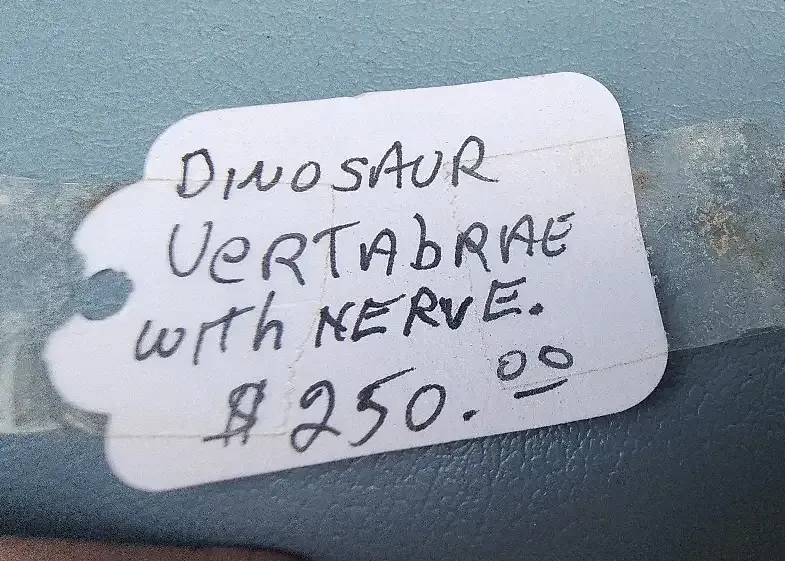 DINOSAUR
VeRTAbRAE
with NERVE.
$250.00